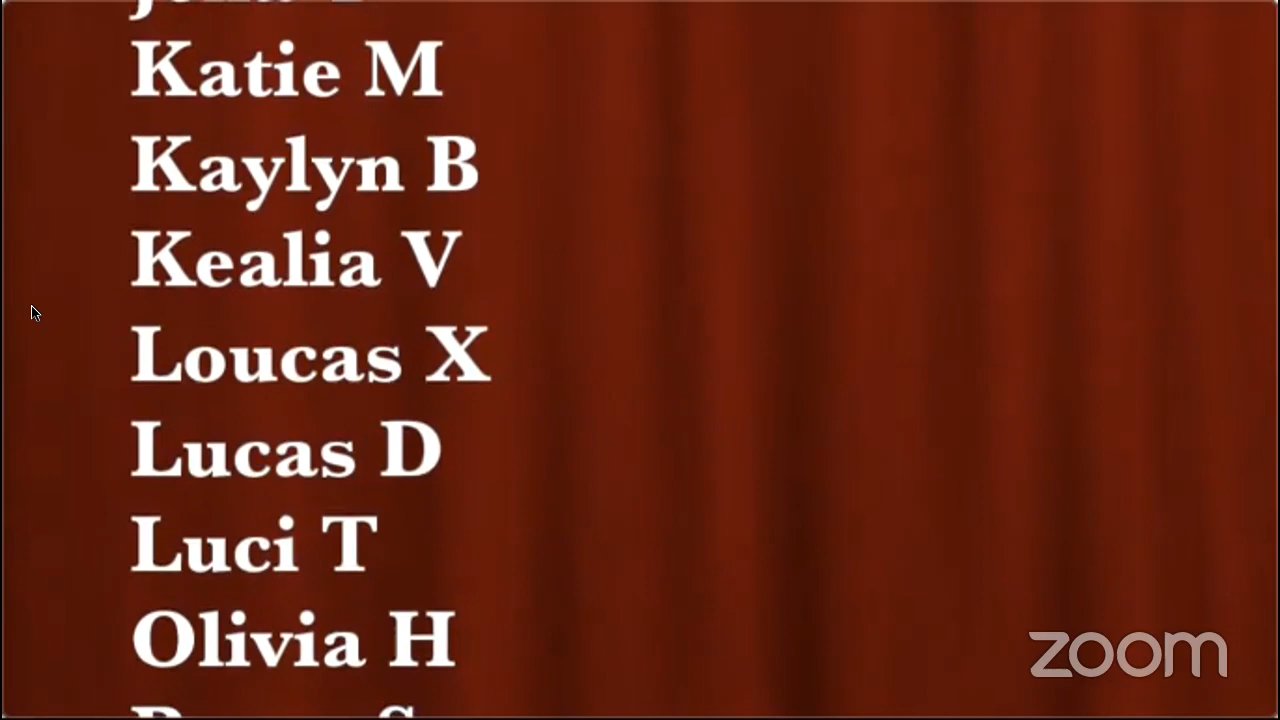 Katie M
Kaylyn B
Kealia V
Loucas X
Lucas D
Luci T
Olivia H
zoom